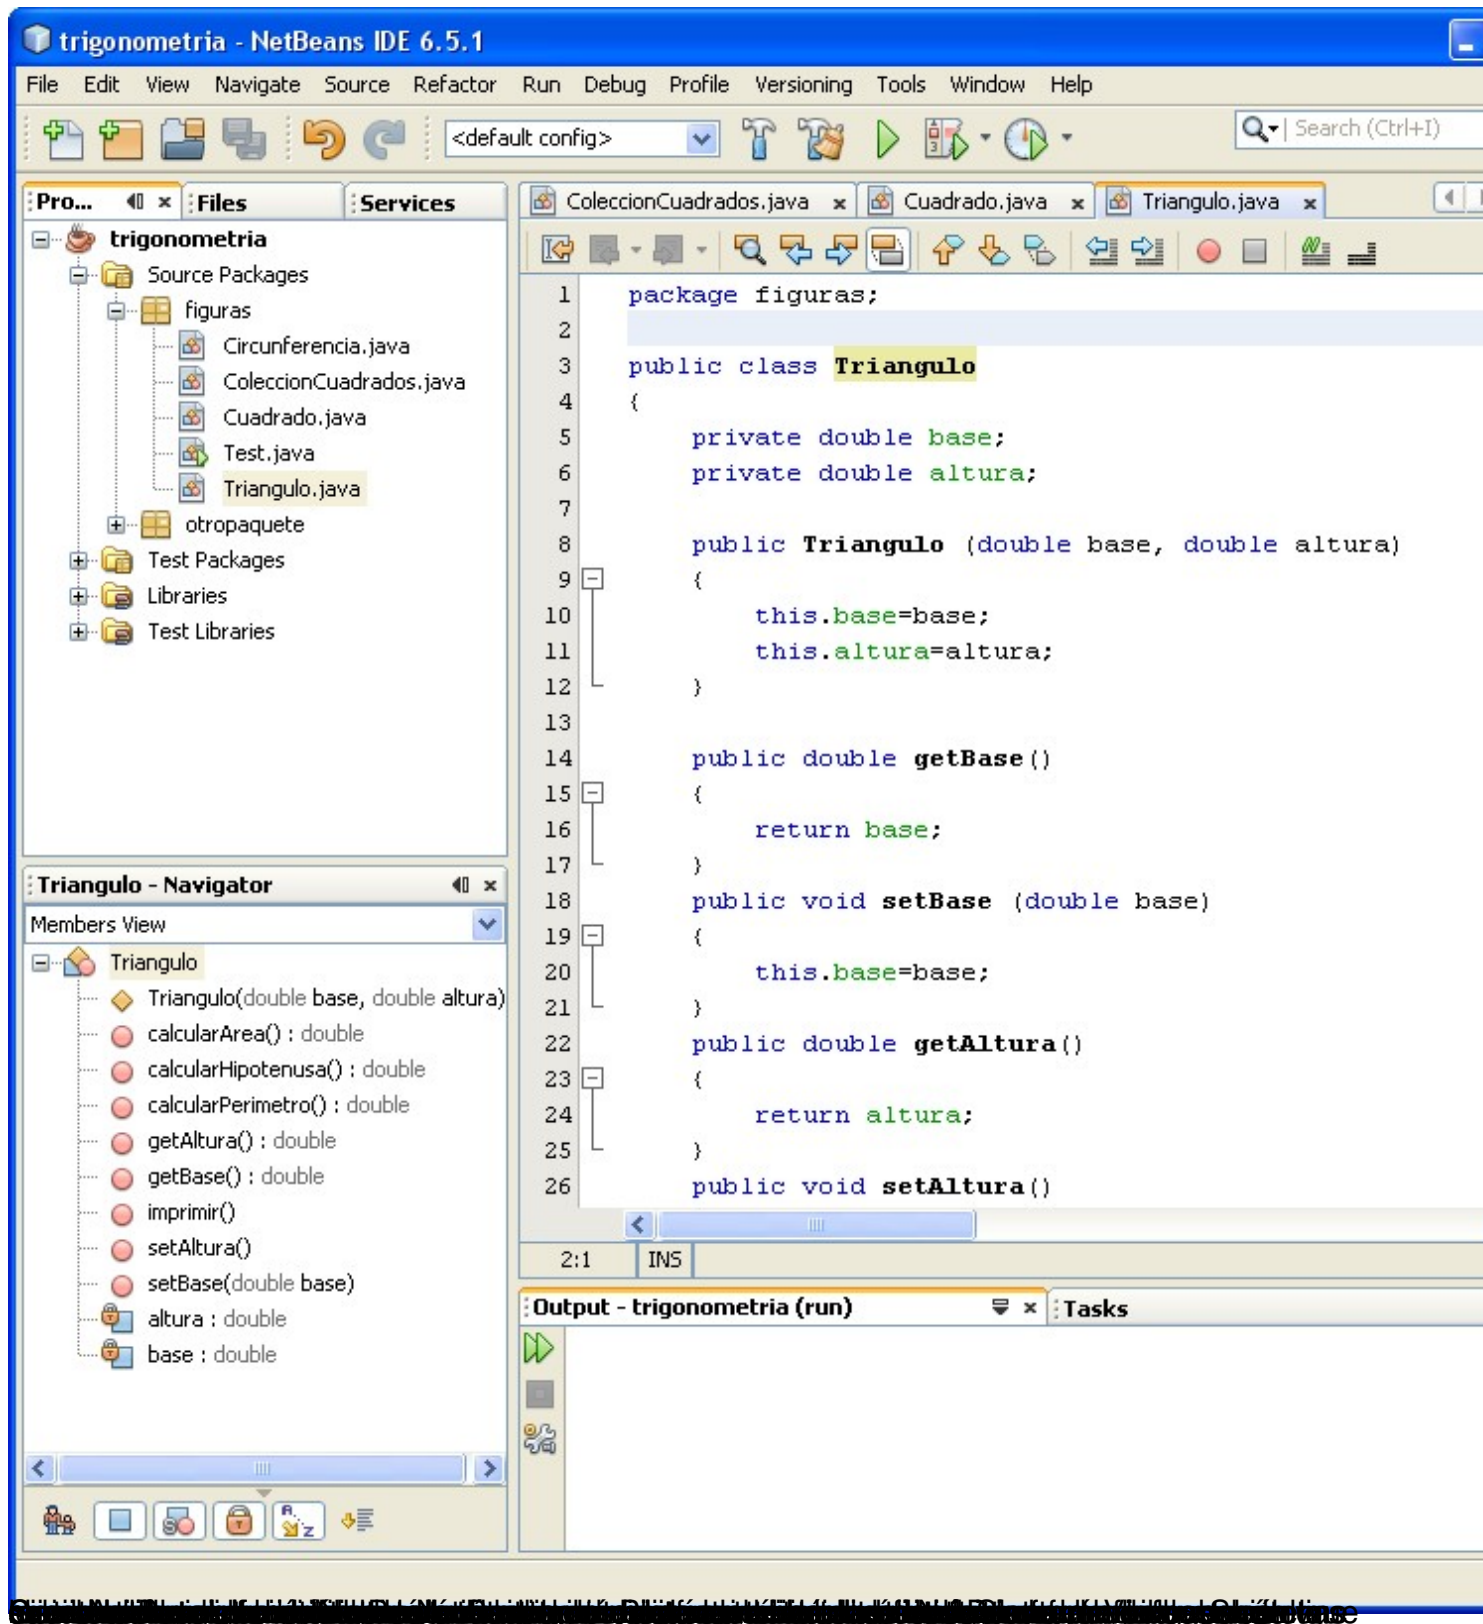 trigonometria - NetBeans IDE 6.5.1
File Edit View Navigate Source Refactor Run Debug Profile Versioning Tools Window Help
<default config>
Search (Ctrl+I)
Pro... Files Services
trigonometria
Source Packages
figuras
Circunferencia.java
ColeccionCuadrados.java
Cuadrado.java
Test.java
Triangulo.java
otropaquete
Test Packages
Libraries
Test Libraries
Triangulo - Navigator
Members View
Triangulo
Triangulo(double base, double altura)
calcularArea() : double
calcularHipotenusa() : double
calcularPerimetro() : double
getAltura() : double
getBase() : double
imprimir()
setAltura()
setBase(double base)
altura : double
base : double
ColeccionCuadrados.java Cuadrado.java Triangulo.java
1 package figuras;
2
3 public class Triangulo
4 {
5 private double base;
6 private double altura;
7
8 public Triangulo (double base, double altura)
9 {
10 this.base=base;
11 this.altura=altura;
12 }
13
14 public double getBase()
15 {
16 return base;
17 }
18 public void setBase (double base)
19 {
20 this.base=base;
21 }
22 public double getAltura()
23 {
24 return altura;
25 }
26 public void setAltura()
2:1 INS
Output - trigonometria (run) Tasks